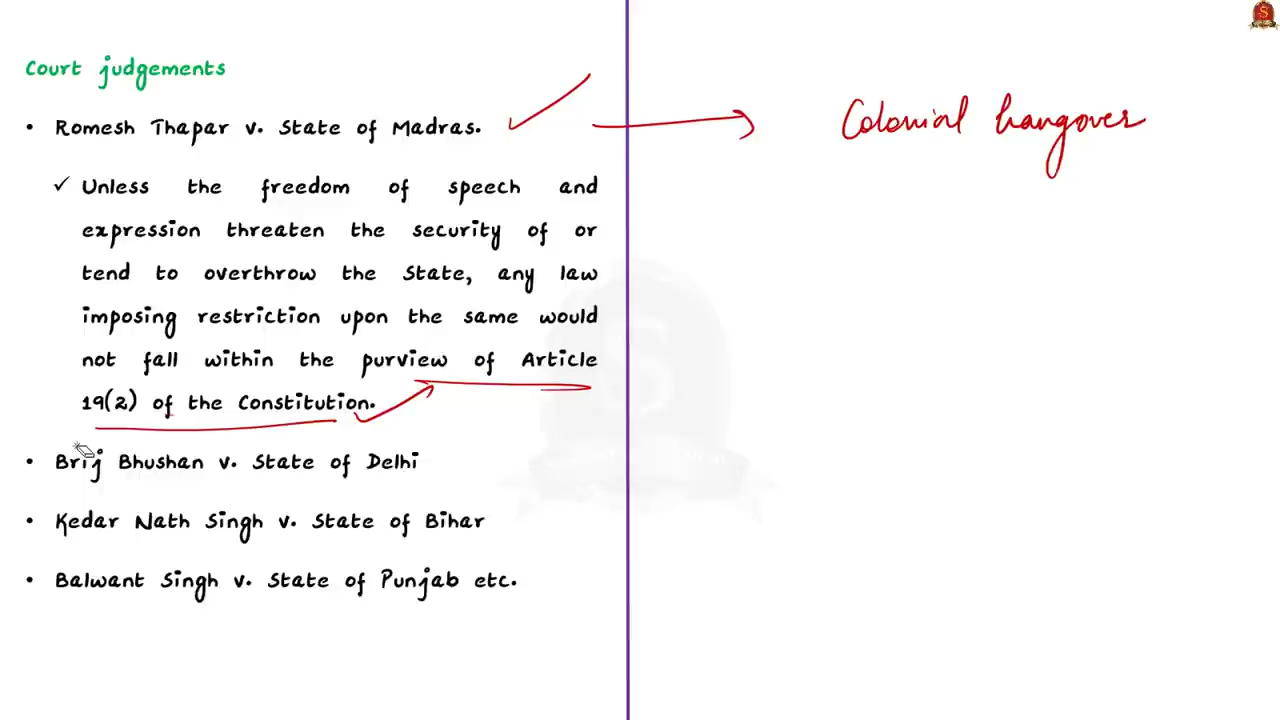 Court judgements
• Romesh Thapar v. State of Madras.
Colonial hangover
✓ Unless the freedom of speech and
expression threaten the security of or
tend to overthrow the State, any law
imposing restriction upon the same would
not fall within the purview of Article
19(2) of the Constitution.
• Brij Bhushan v. State of Delhi
• Kedar Nath Singh v. State of Bihar
• Balwant Singh v. State of Punjab etc.